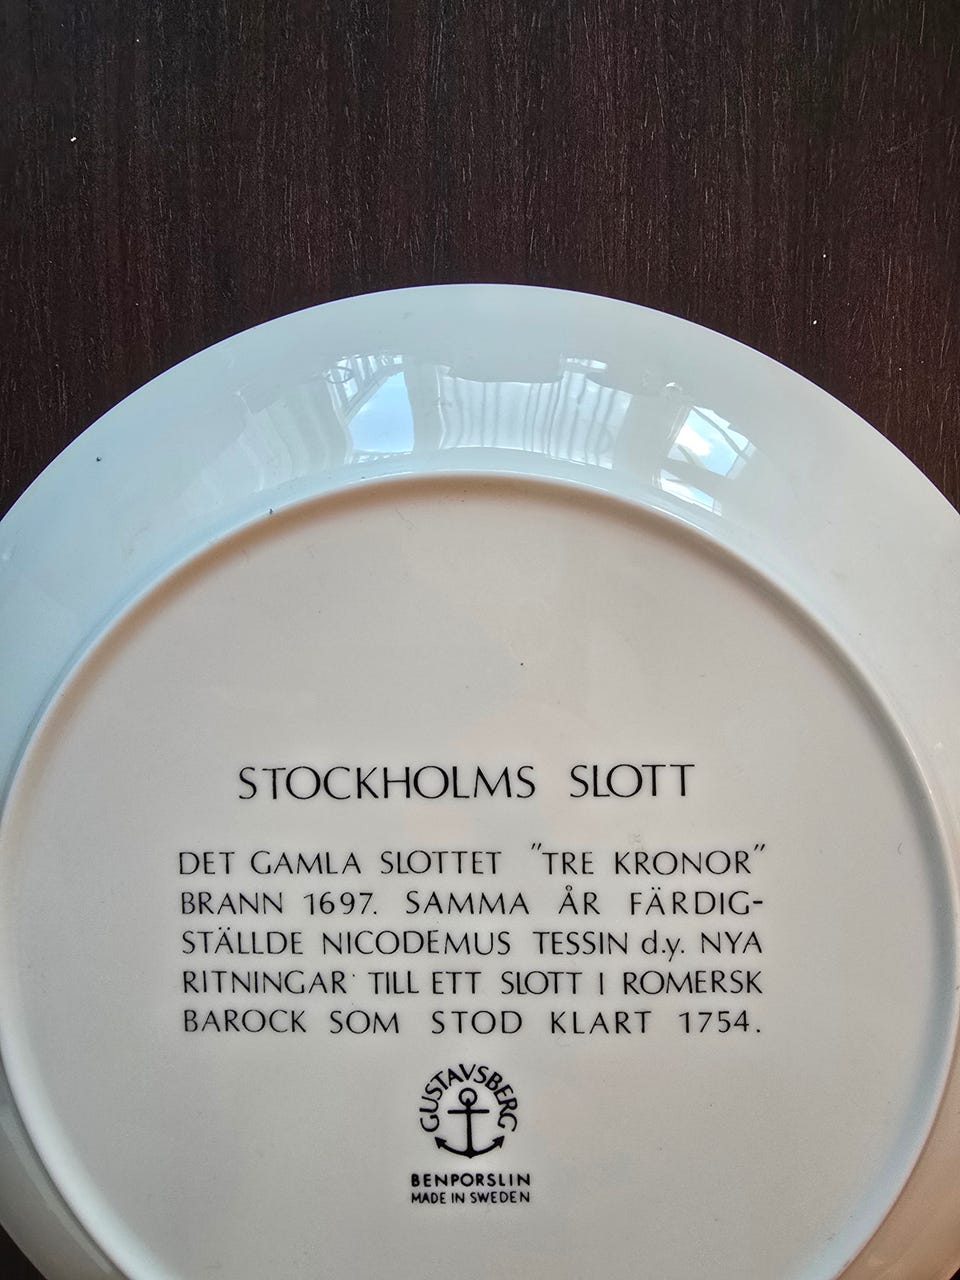 STOCKHOLMS SLOTT
DET GAMLA SLOTTET "TRE KRONOR"
BRANN 1697. SAMMA ÅR FÄRDIG-
STÄLLDE NICODEMUS TESSIN d.y. NYA
RITNINGAR TILL ETT SLOTT I ROMERSK
BAROCK SOM STOD KLART 1754.
GUSTAVSBERG
BENPORSLIN
MADE IN SWEDEN